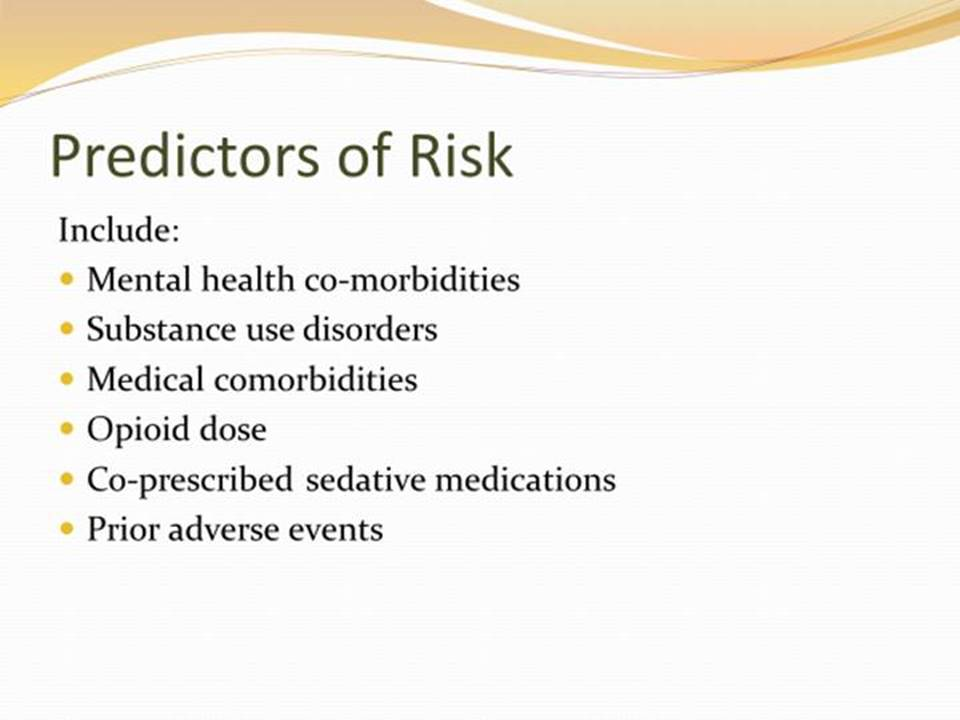 Predictors of Risk
Include:
Mental health co-morbidities
Substance use disorders
Medical comorbidities
Opioid dose
Co-prescribed sedative medications
Prior adverse events